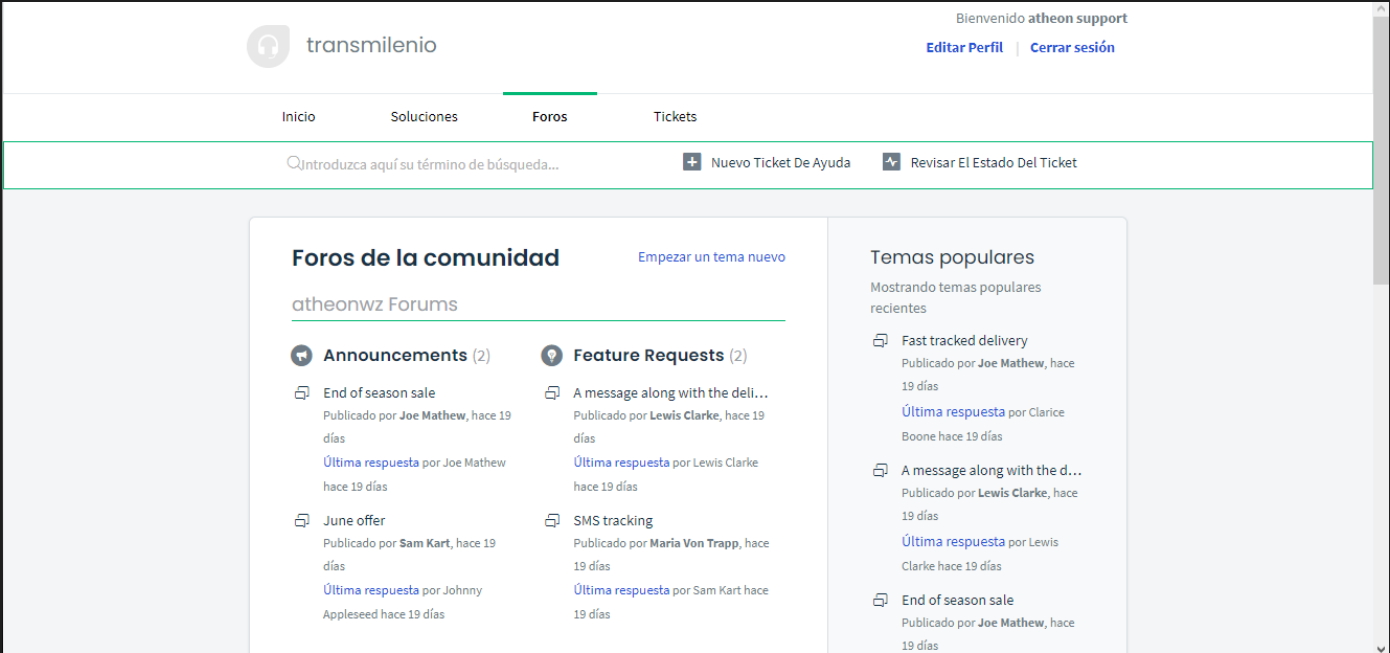 Bienvenido atheon support
transmilenio
Editar Perfil | Cerrar sesión
Inicio
Soluciones
Foros
Tickets
Introduzca aquí su término de búsqueda...
Nuevo Ticket De Ayuda
Revisar El Estado Del Ticket
Foros de la comunidad
Empezar un tema nuevo
atheonwz Forums
Announcements (2)
End of season sale
Publicado por Joe Mathew, hace 19
días
Última respuesta por Joe Mathew
hace 19 días
June offer
Publicado por Sam Kart, hace 19
días
Última respuesta por Johnny
Appleseed hace 19 días
Feature Requests (2)
A message along with the deli...
Publicado por Lewis Clarke, hace 19
días
Última respuesta por Lewis Clarke
hace 19 días
SMS tracking
Publicado por Maria Von Trapp, hace
19 días
Última respuesta por Sam Kart hace
19 días
Temas populares
Mostrando temas populares
recientes
Fast tracked delivery
Publicado por Joe Mathew, hace
19 días
Última respuesta por Clarice
Boone hace 19 días
A message along with the d...
Publicado por Lewis Clarke, hace
19 días
Última respuesta por Lewis
Clarke hace 19 días
End of season sale
Publicado por Joe Mathew, hace
19 días